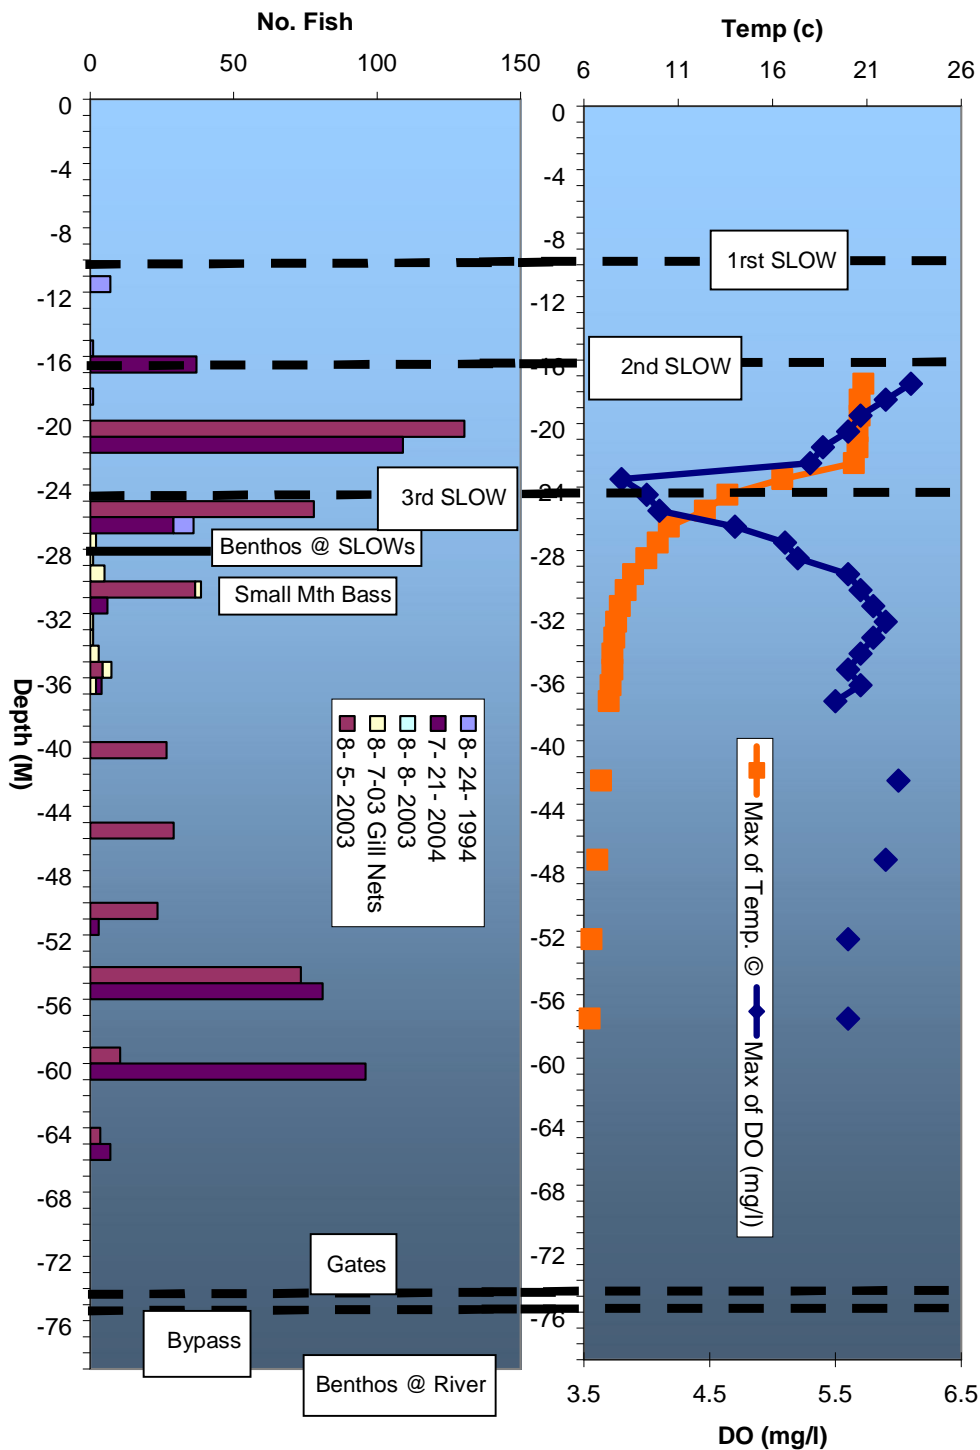 No. Fish
Temp (c)
0 50 100 150
6 11 16 21 26
0
-4
-8
-12
-16
-20
-24
-28
-32
-36
-40
-44
-48
-52
-56
-60
-64
-68
-72
-76
Depth (M)
3rd SLOW
Benthos @ SLOWs
Small Mth Bass
8- 24- 1994
7- 21- 2004
8- 8- 2003
8- 7-03 Gill Nets
8- 5- 2003
Gates
Bypass
Benthos @ River
0
-4
-8
-12
-20
-24
-28
-32
-36
-40
-44
-48
-52
-56
-60
-64
-68
-72
-76
1rst SLOW
2nd SLOW
Max of Temp. ©
Max of DO (mg/l)
3.5 4.5 5.5 6.5
DO (mg/l)